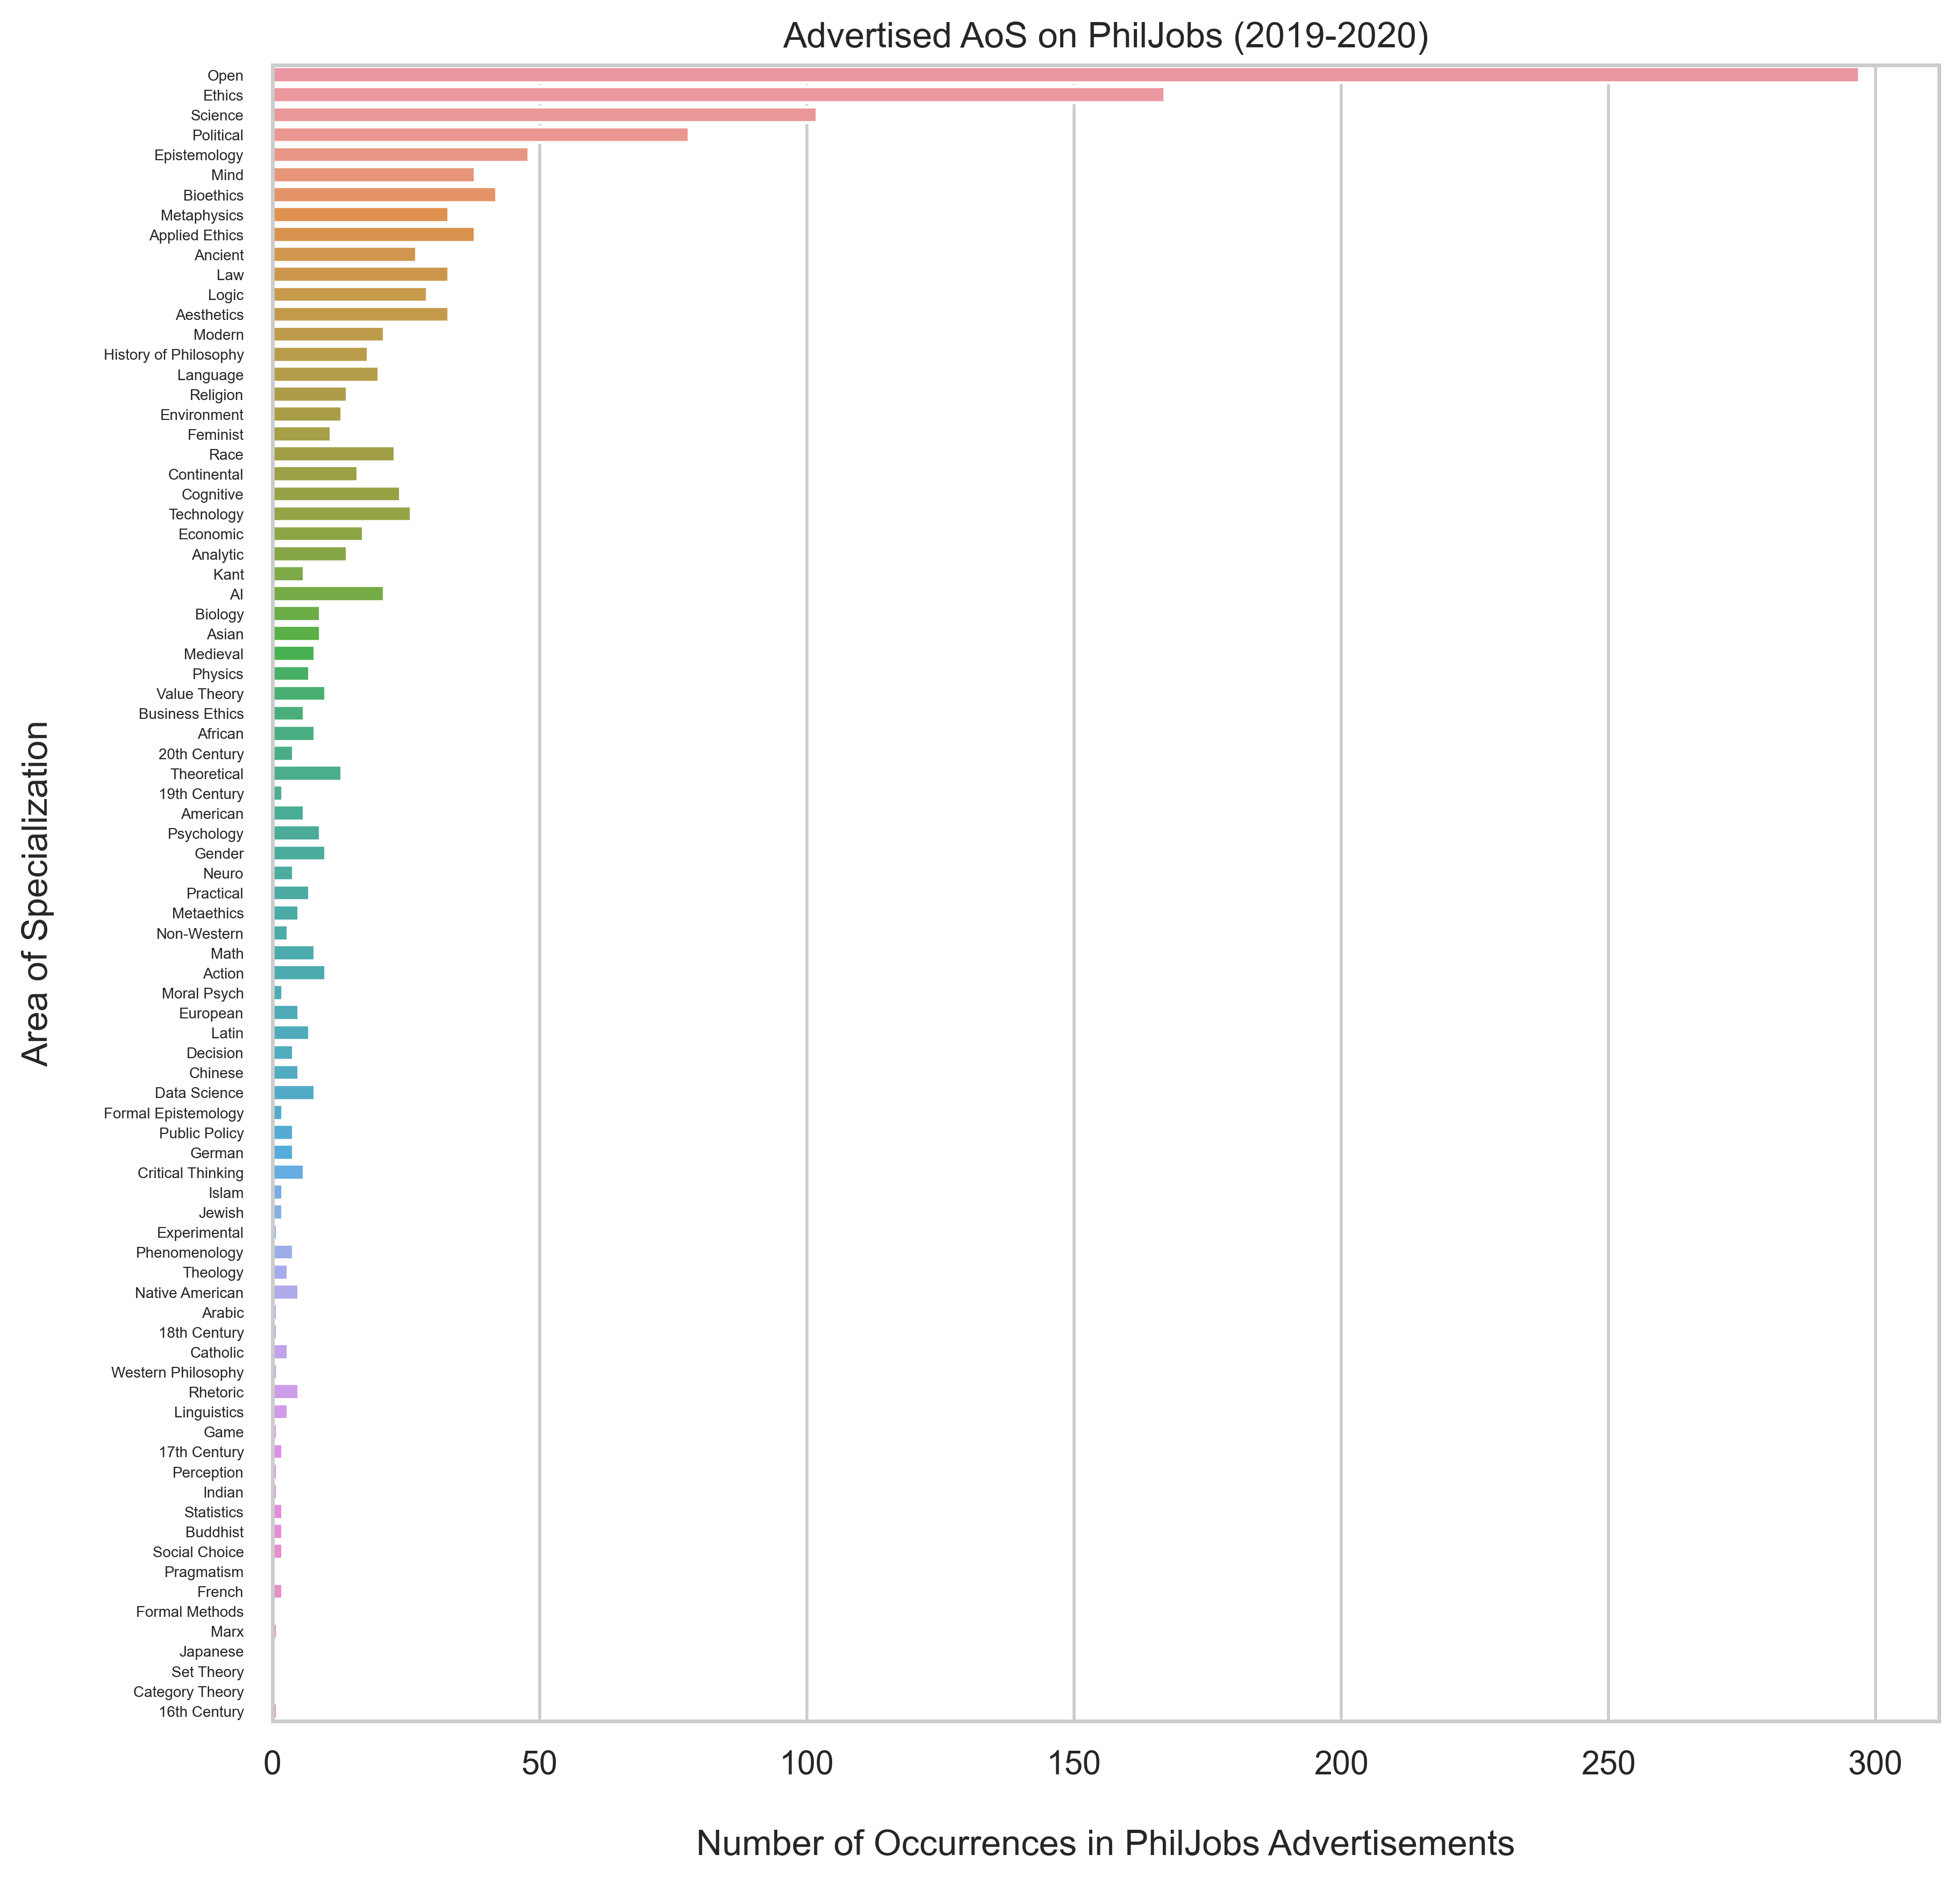 Advertised AoS on PhilJobs (2019-2020)
Open
Ethics
Science
Political
Epistemology
Mind
Bioethics
Metaphysics
Applied Ethics
Ancient
Law
Logic
Aesthetics
Modern
History of Philosophy
Language
Religion
Environment
Feminist
Race
Continental
Cognitive
Technology
Economic
Analytic
Kant
AI
Biology
Asian
Medieval
Physics
Value Theory
Business Ethics
African
20th Century
Theoretical
19th Century
American
Psychology
Gender
Neuro
Practical
Metaethics
Non-Western
Math
Action
Moral Psych
European
Latin
Decision
Chinese
Data Science
Formal Epistemology
Public Policy
German
Critical Thinking
Islam
Jewish
Experimental
Phenomenology
Theology
Native American
Arabic
18th Century
Catholic
Western Philosophy
Rhetoric
Linguistics
Game
17th Century
Perception
Indian
Statistics
Buddhist
Social Choice
Pragmatism
French
Formal Methods
Marx
Japanese
Set Theory
Category Theory
16th Century
Area of Specialization
0 50 100 150 200 250 300
Number of Occurrences in PhilJobs Advertisements